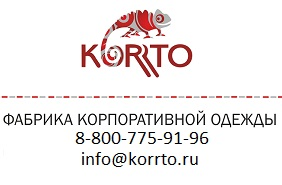 KORRTO
ФАБРИКА КОРПОРАТИВНОЙ ОДЕЖДЫ
8-800-775-91-96
info@korrto.ru